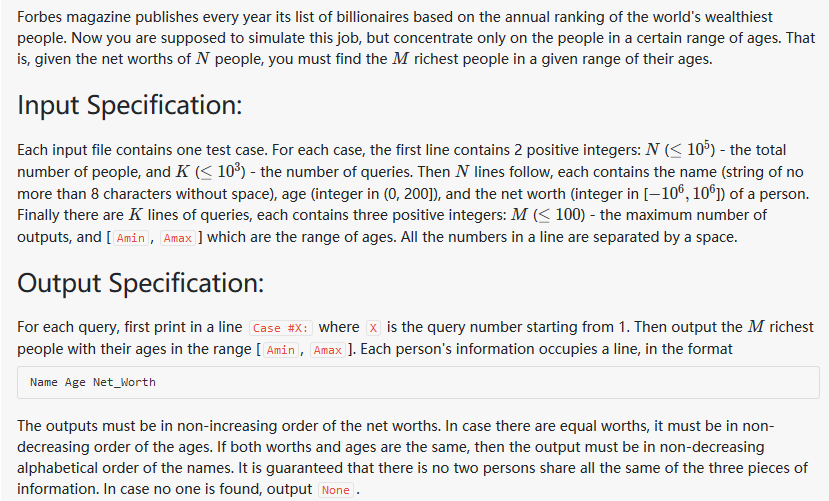 Forbes magazine publishes every year its list of billionaires based on the annual ranking of the world's wealthiest
people. Now you are supposed to simulate this job, but concentrate only on the people in a certain range of ages. That
is, given the net worths of N people, you must find the M richest people in a given range of their ages.
Input Specification:
Each input file contains one test case. For each case, the first line contains 2 positive integers: N (≤ 10⁵) - the total
number of people, and K (≤ 10³) - the number of queries. Then N lines follow, each contains the name (string of no
more than 8 characters without space), age (integer in (0, 200]), and the net worth (integer in [−10⁶, 10⁶]) of a person.
Finally there are K lines of queries, each contains three positive integers: M (≤ 100) - the maximum number of
outputs, and [ Amin , Amax ] which are the range of ages. All the numbers in a line are separated by a space.
Output Specification:
For each query, first print in a line Case #X: where X is the query number starting from 1. Then output the M richest
people with their ages in the range [ Amin , Amax ]. Each person's information occupies a line, in the format
Name Age Net_Worth
The outputs must be in non-increasing order of the net worths. In case there are equal worths, it must be in non-
decreasing order of the ages. If both worths and ages are the same, then the output must be in non-decreasing
alphabetical order of the names. It is guaranteed that there is no two persons share all the same of the three pieces of
information. In case no one is found, output None .